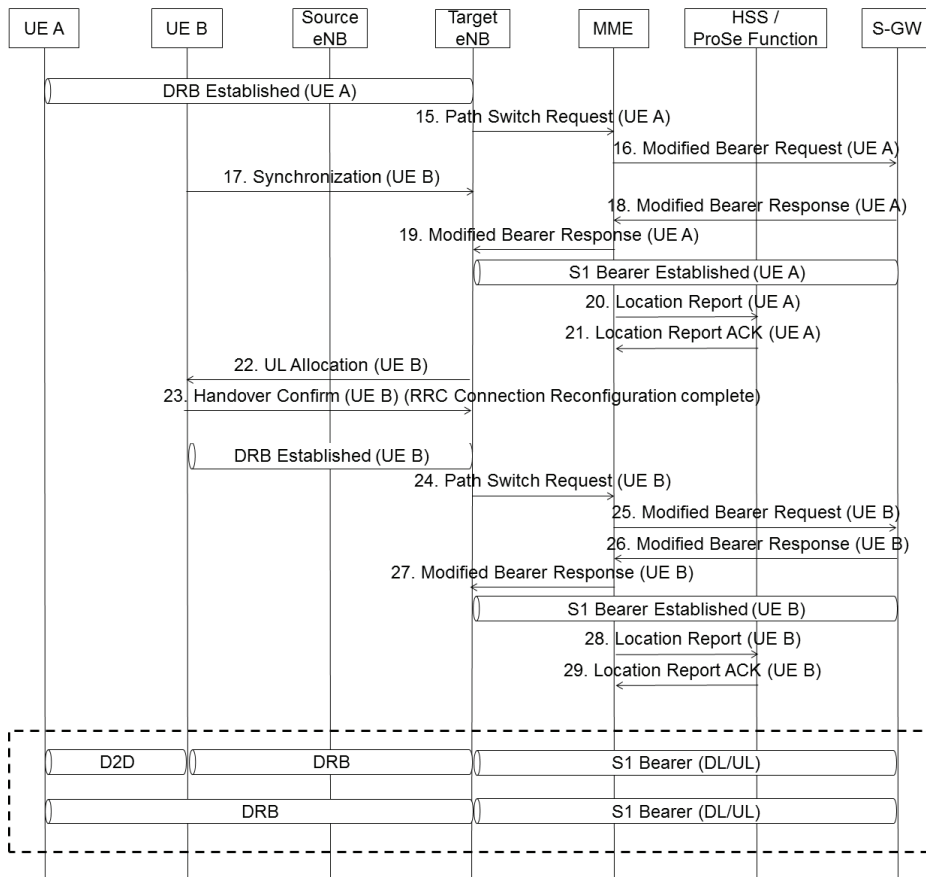 UE A
UE B
Source
eNB
Target
eNB
MME
HSS /
ProSe Function
S-GW
DRB Established (UE A)
15. Path Switch Request (UE A)
16. Modified Bearer Request (UE A)
17. Synchronization (UE B)
18. Modified Bearer Response (UE A)
19. Modified Bearer Response (UE A)
S1 Bearer Established (UE A)
20. Location Report (UE A)
21. Location Report ACK (UE A)
22. UL Allocation (UE B)
23. Handover Confirm (UE B) (RRC Connection Reconfiguration complete)
DRB Established (UE B)
24. Path Switch Request (UE B)
25. Modified Bearer Request (UE B)
26. Modified Bearer Response (UE B)
27. Modified Bearer Response (UE B)
S1 Bearer Established (UE B)
28. Location Report (UE B)
29. Location Report ACK (UE B)
D2D
DRB
S1 Bearer (DL/UL)
DRB
S1 Bearer (DL/UL)